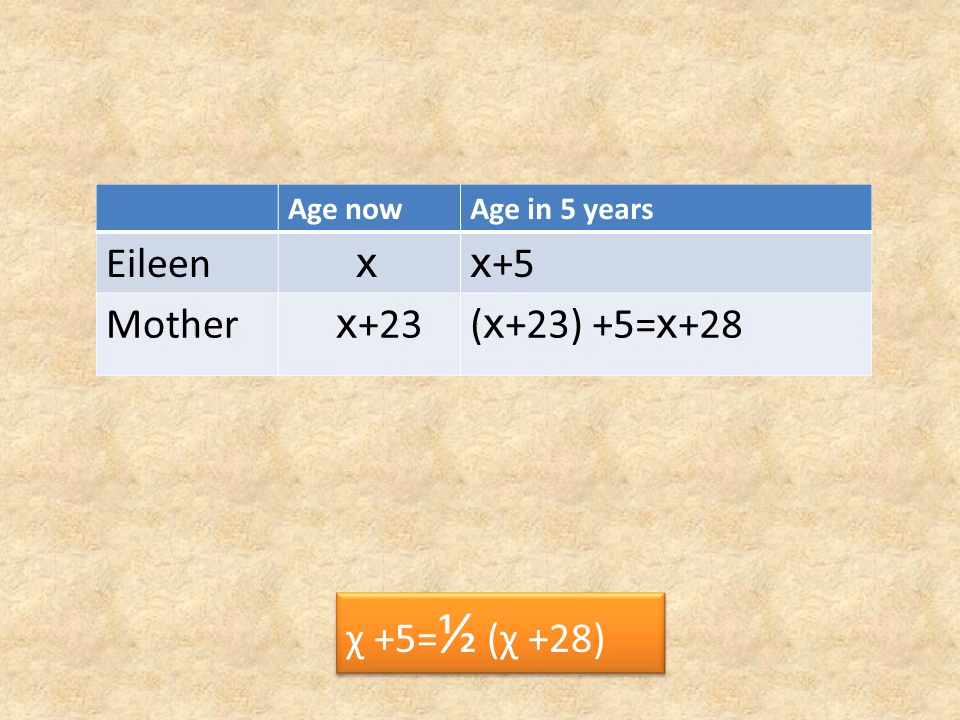 Age now Age in 5 years
Eileen x x+5
Mother x+23 (x+23) +5=x+28
χ +5=½ (χ +28)